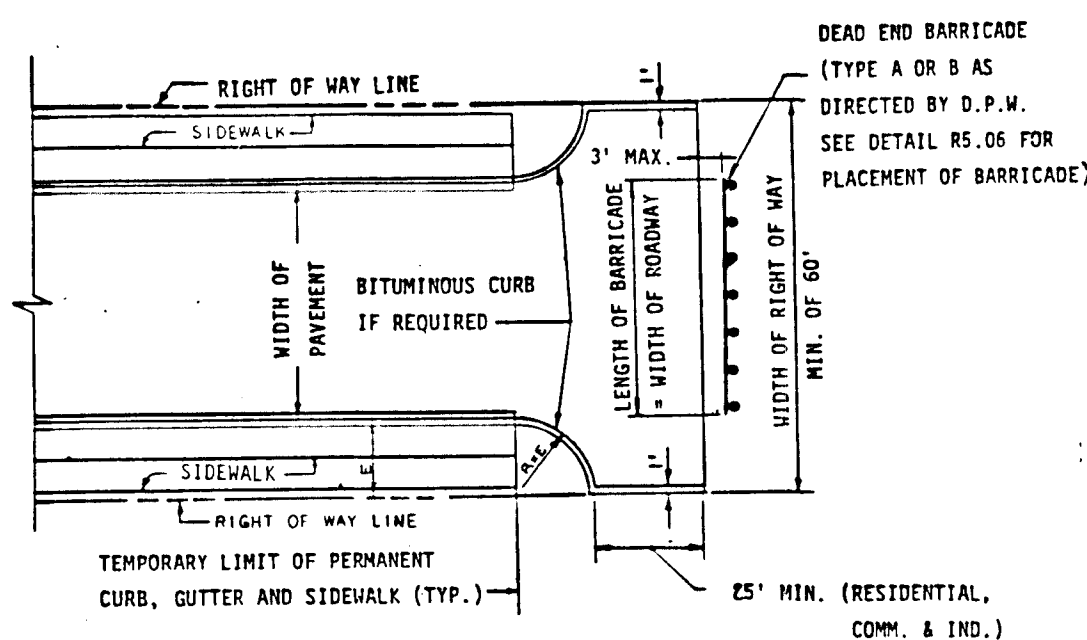 DEAD END BARRICADE
(TYPE A OR B AS
DIRECTED BY D.P.W.
SEE DETAIL R5.06 FOR
PLACEMENT OF BARRICADE)
RIGHT OF WAY LINE
1'
SIDEWALK
3' MAX.
WIDTH OF
PAVEMENT
BITUMINOUS CURB
IF REQUIRED
LENGTH OF BARRICADE
= WIDTH OF ROADWAY
WIDTH OF RIGHT OF WAY
MIN. OF 60'
SIDEWALK
E
R=E
1'
RIGHT OF WAY LINE
TEMPORARY LIMIT OF PERMANENT
CURB, GUTTER AND SIDEWALK (TYP.)
25' MIN. (RESIDENTIAL,
COMM. & IND.)